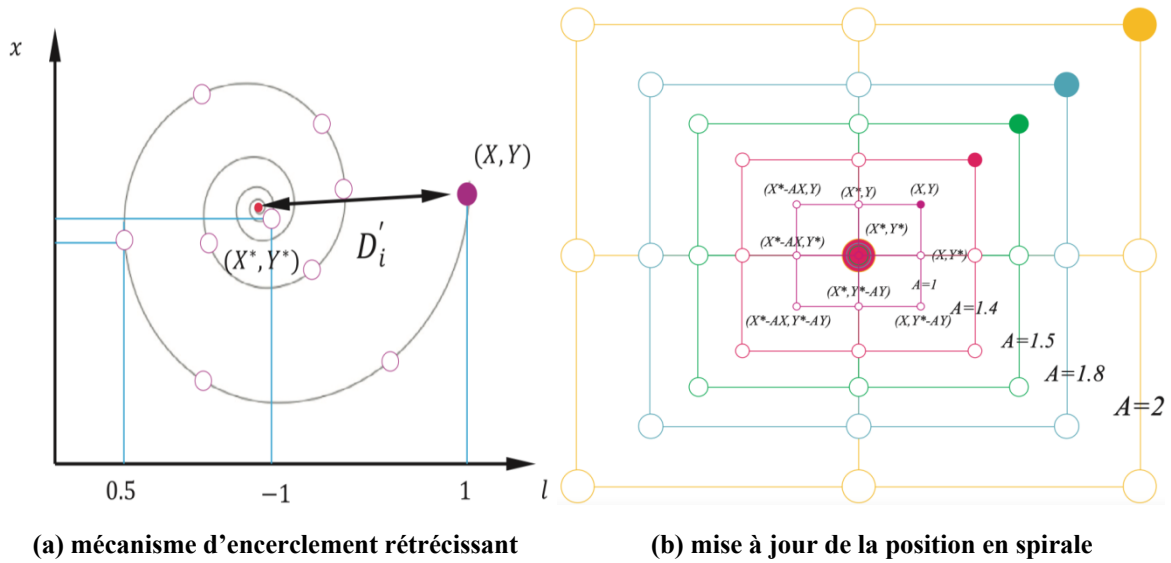 x
(X,Y)
D'i
(X*,Y*)
0.5
−1
1
l
(X*-AX,Y)
(X*,Y)
(X,Y)
(X*,Y*)
(X*-AX,Y*)
(X,Y*)
A=1
(X*,Y*-AY)
(X*-AX,Y*-AY)
(X,Y*-AY)
A=1.4
A=1.5
A=1.8
A=2
(a) mécanisme d’encerclement rétrécissant
(b) mise à jour de la position en spirale